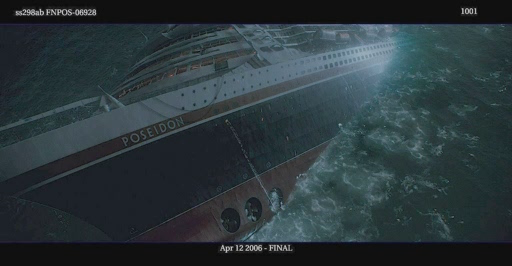 ss298ab FNPOS-06928
1001
POSEIDON
Apr 12 2006 - FINAL